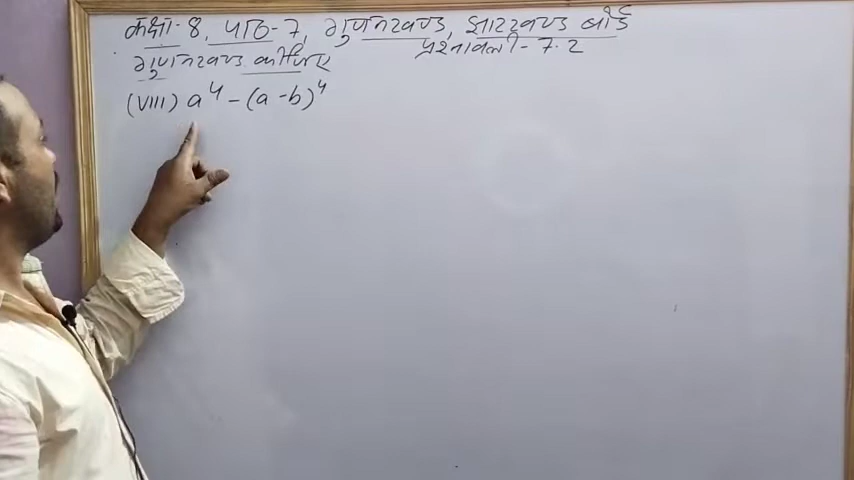 कक्षा-8, पाठ-7, गुणनखण्ड, झारखण्ड बोर्ड
गुणनखण्ड कीजिए प्रश्नावली- 7.2
(VIII) a⁴ - (a - b)⁴